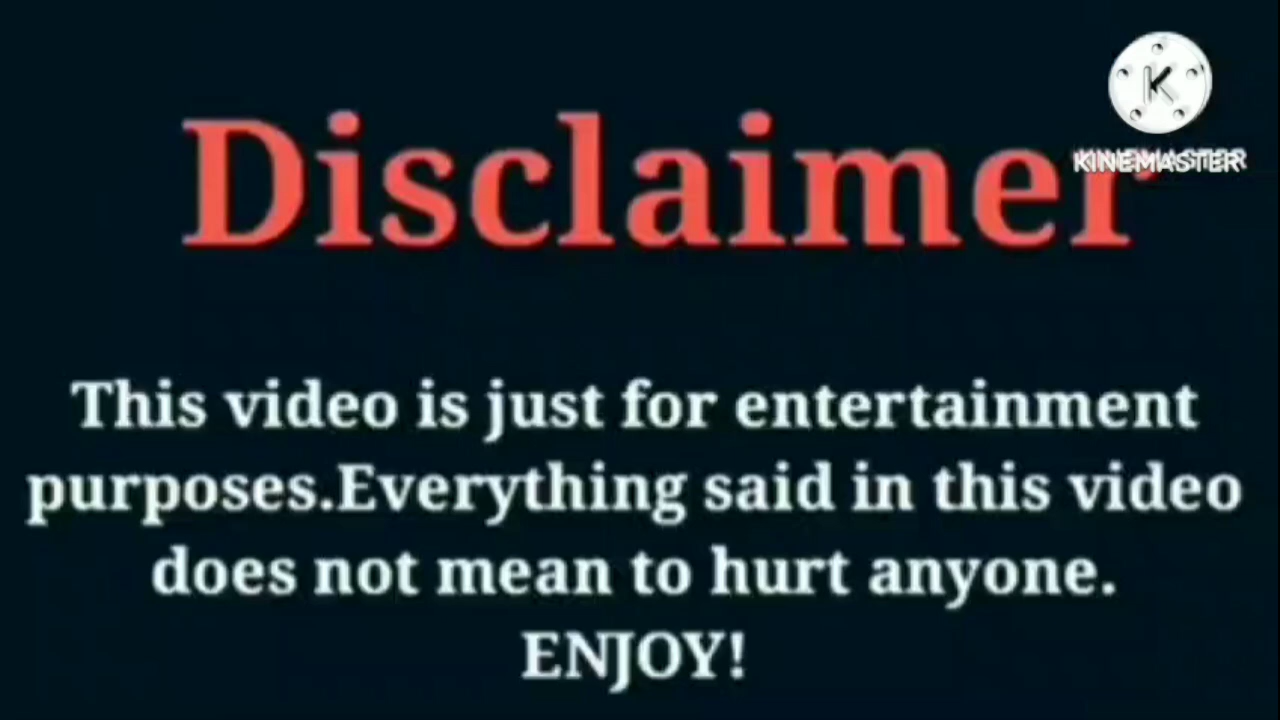 K
KINEMASTER
Disclaimer
This video is just for entertainment
purposes.Everything said in this video
does not mean to hurt anyone.
ENJOY!